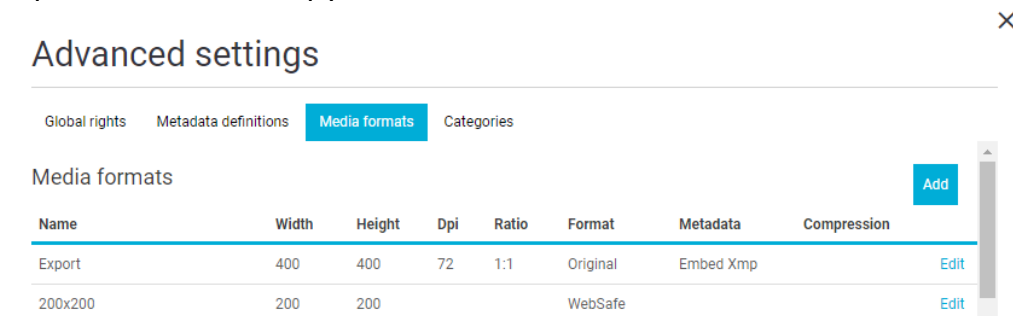 Advanced settings
Global rights Metadata definitions Media formats Categories
Media formats
Add
Name Width Height Dpi Ratio Format Metadata Compression
Export 400 400 72 1:1 Original Embed Xmp Edit
200x200 200 200 WebSafe Edit